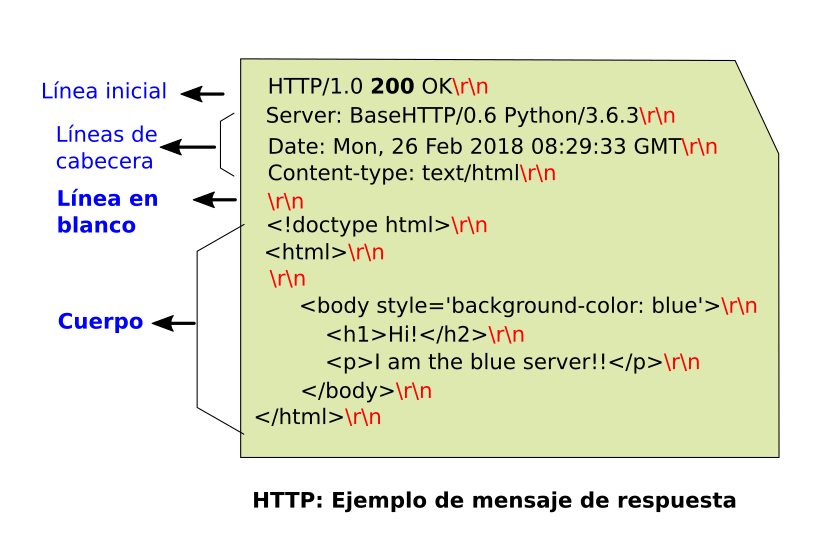 Línea inicial
HTTP/1.0 200 OK\r\n
Líneas de
cabecera
Server: BaseHTTP/0.6 Python/3.6.3\r\n
Date: Mon, 26 Feb 2018 08:29:33 GMT\r\n
Content-type: text/html\r\n
Línea en
blanco
\r\n
Cuerpo
<!doctype html>\r\n
<html>\r\n
\r\n
<body style='background-color: blue'>\r\n
<h1>Hi!</h2>\r\n
<p>I am the blue server!!</p>\r\n
</body>\r\n
</html>\r\n
HTTP: Ejemplo de mensaje de respuesta